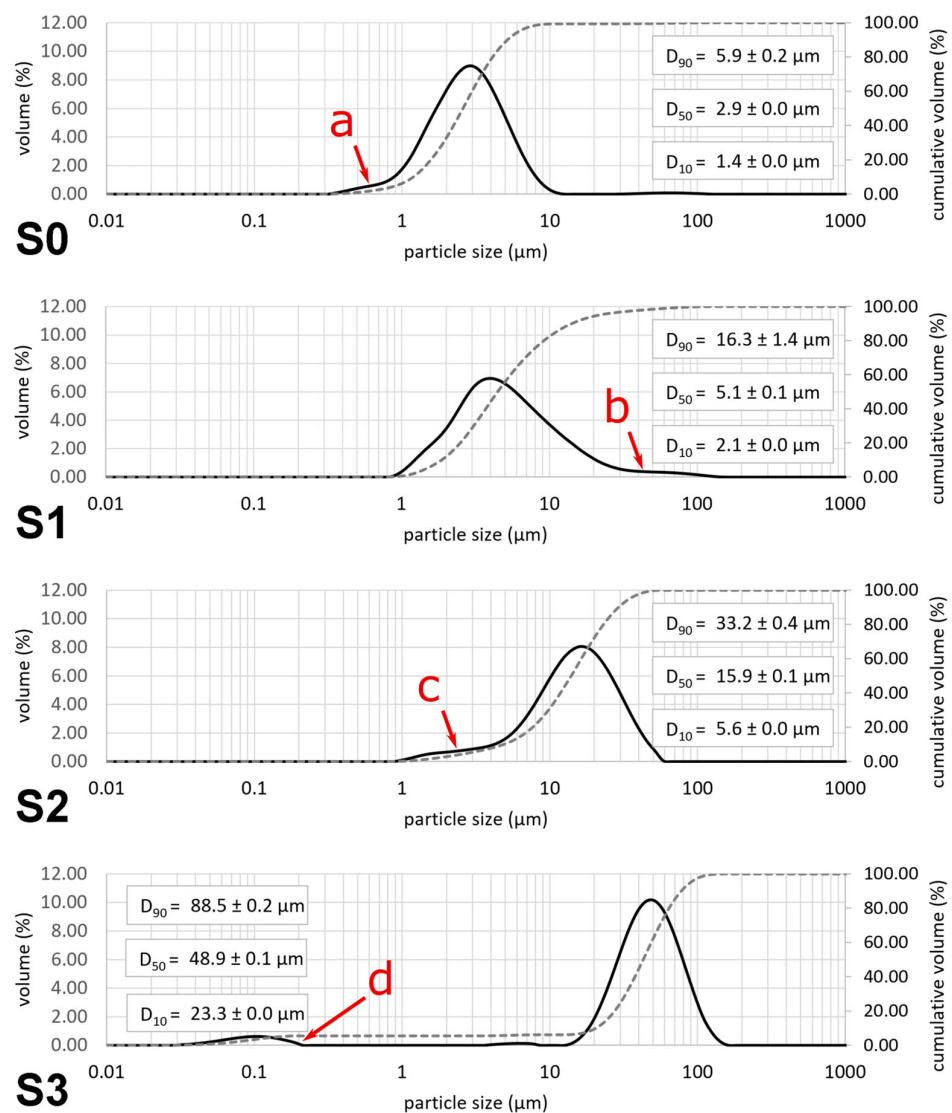 12.00 100.00
10.00 80.00
8.00 60.00
6.00 40.00
4.00 20.00
2.00 0.00
0.00
volume (%)
cumulative volume (%)
D90 = 5.9 ± 0.2 µm
D50 = 2.9 ± 0.0 µm
D10 = 1.4 ± 0.0 µm
a
0.01 0.1 1 10 100 1000
particle size (µm)
S0
12.00 100.00
10.00 80.00
8.00 60.00
6.00 40.00
4.00 20.00
2.00 0.00
0.00
volume (%)
cumulative volume (%)
D90 = 16.3 ± 1.4 µm
D50 = 5.1 ± 0.1 µm
D10 = 2.1 ± 0.0 µm
b
0.01 0.1 1 10 100 1000
particle size (µm)
S1
12.00 100.00
10.00 80.00
8.00 60.00
6.00 40.00
4.00 20.00
2.00 0.00
0.00
volume (%)
cumulative volume (%)
D90 = 33.2 ± 0.4 µm
D50 = 15.9 ± 0.1 µm
D10 = 5.6 ± 0.0 µm
c
0.01 0.1 1 10 100 1000
particle size (µm)
S2
12.00 100.00
10.00 80.00
8.00 60.00
6.00 40.00
4.00 20.00
2.00 0.00
0.00
volume (%)
cumulative volume (%)
D90 = 88.5 ± 0.2 µm
D50 = 48.9 ± 0.1 µm
D10 = 23.3 ± 0.0 µm
d
0.01 0.1 1 10 100 1000
particle size (µm)
S3